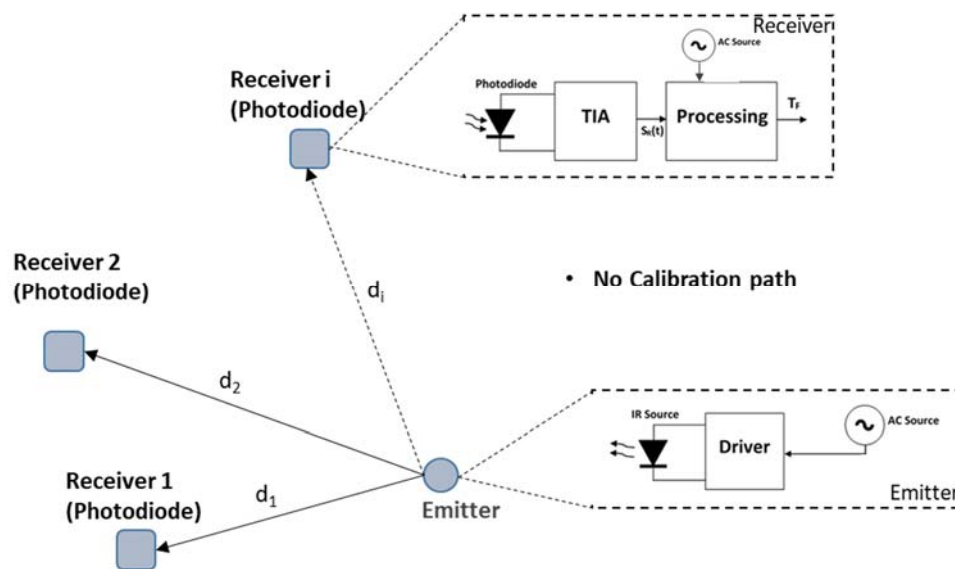 Receiver
AC Source
Receiver i
(Photodiode)
Photodiode
TIA
S_R(t)
Processing
T_F
Receiver 2
(Photodiode)
d_i
• No Calibration path
d_2
IR Source
Driver
AC Source
Receiver 1
(Photodiode)
d_1
Emitter
Emitter